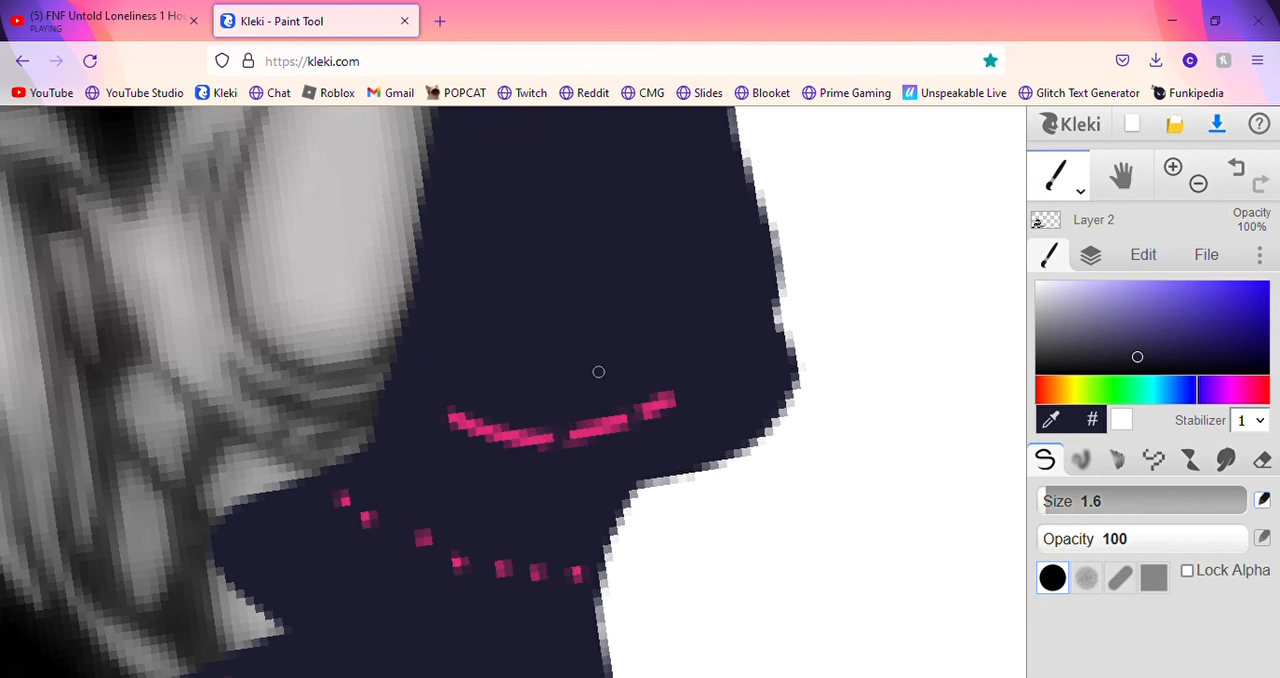 (5) FNF Untold Loneliness 1 Ho
PLAYING
Kleki - Paint Tool
https://kleki.com
YouTube YouTube Studio Kleki Chat Roblox Gmail POPCAT Twitch Reddit CMG Slides Blooket Prime Gaming Unspeakable Live Glitch Text Generator Funkipedia
Kleki
Layer 2
Opacity
100%
Edit File
#
Stabilizer 1
Size 1.6
Opacity 100
Lock Alpha